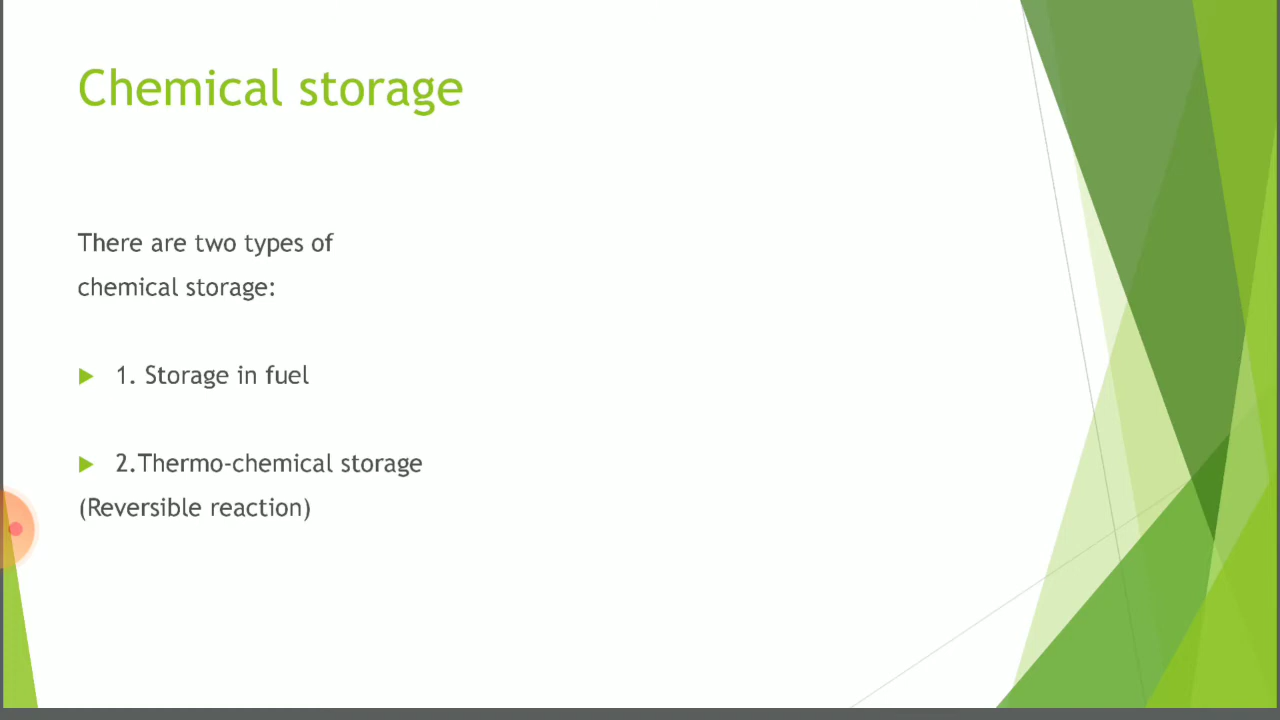 Chemical storage
There are two types of
chemical storage:
1. Storage in fuel
2.Thermo-chemical storage
(Reversible reaction)